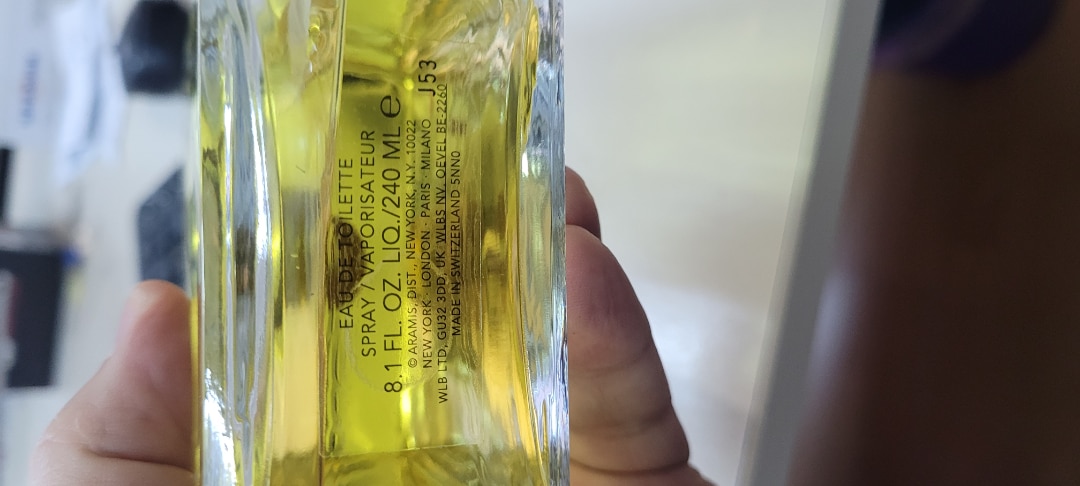 EAU DE TOILETTE
SPRAY / VAPORISATEUR
8.1 FL. OZ. LIQ./240 ML ℮
© ARAMIS, DIST., NEW YORK, N.Y. 10022
NEW YORK · LONDON · PARIS · MILANO J53
WLB LTD, GU32 3DD, UK WLBS NV. OEVEL BE-2260
MADE IN SWITZERLAND 5NN0